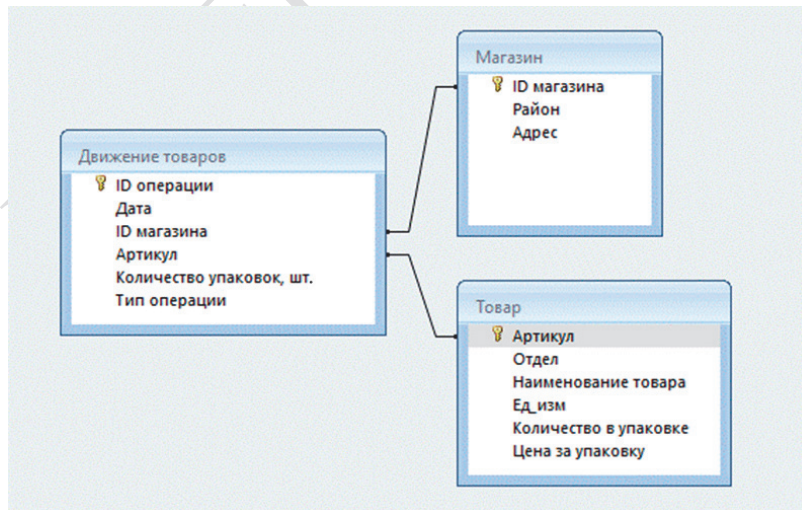 Магазин
ID магазина
Район
Адрес
Движение товаров
ID операции
Дата
ID магазина
Артикул
Количество упаковок, шт.
Тип операции
Товар
Артикул
Отдел
Наименование товара
Ед_изм
Количество в упаковке
Цена за упаковку